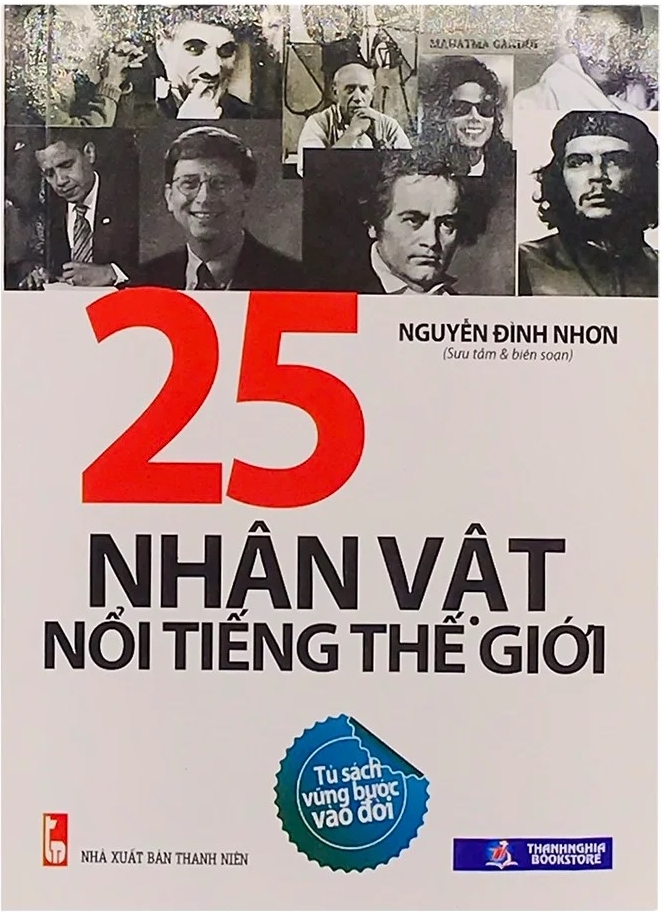 MAHATMA GANDHI
25
NGUYỄN ĐÌNH NHƠN
(Sưu tầm & biên soạn)
NHÂN VẬT
NỔI TIẾNG THẾ GIỚI
Tủ sách
vững bước
vào đời
NHÀ XUẤT BẢN THANH NIÊN
THANHNGHIA
BOOKSTORE